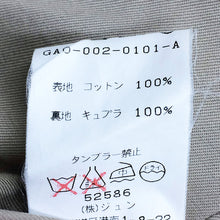 GAO-002-0101-A
表地 コットン 100%
裏地 キュプラ 100%
タンブラー禁止
52586
(株)ジュン